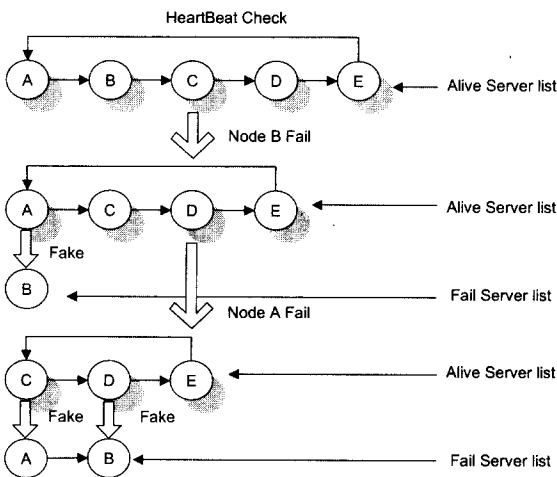 HeartBeat Check
A B C D E Alive Server list
Node B Fail
A C D E Alive Server list
Fake
B Fail Server list
Node A Fail
C D E Alive Server list
Fake Fake
A B Fail Server list